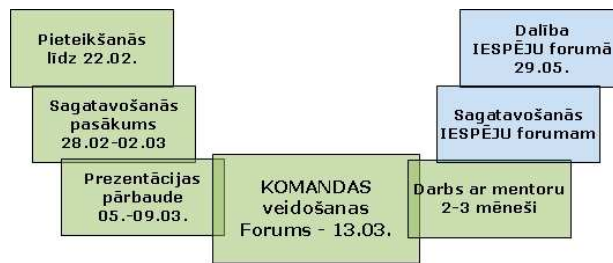 Pieteikšanās
līdz 22.02.
Sagatavošanās
pasākums
28.02-02.03
Prezentācijas
pārbaude
05.-09.03.
KOMANDAS
veidošanas
Forums - 13.03.
Darbs ar mentoru
2-3 mēneši
Sagatavošanās
IESPĒJU forumam
Dalība
IESPĒJU forumā
29.05.